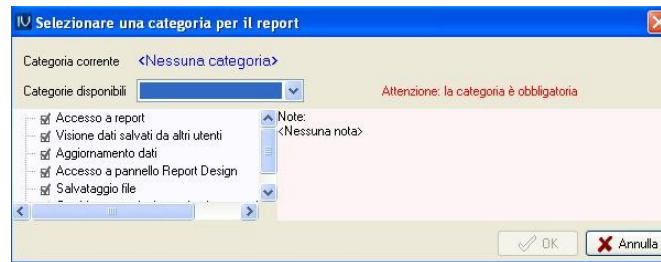 Selezionare una categoria per il report
Categoria corrente <Nessuna categoria>
Categorie disponibili
Attenzione: la categoria è obbligatoria
Accesso a report
Visione dati salvati da altri utenti
Aggiornamento dati
Accesso a pannello Report Design
Salvataggio file
Note:
<Nessuna nota>
OK
Annulla